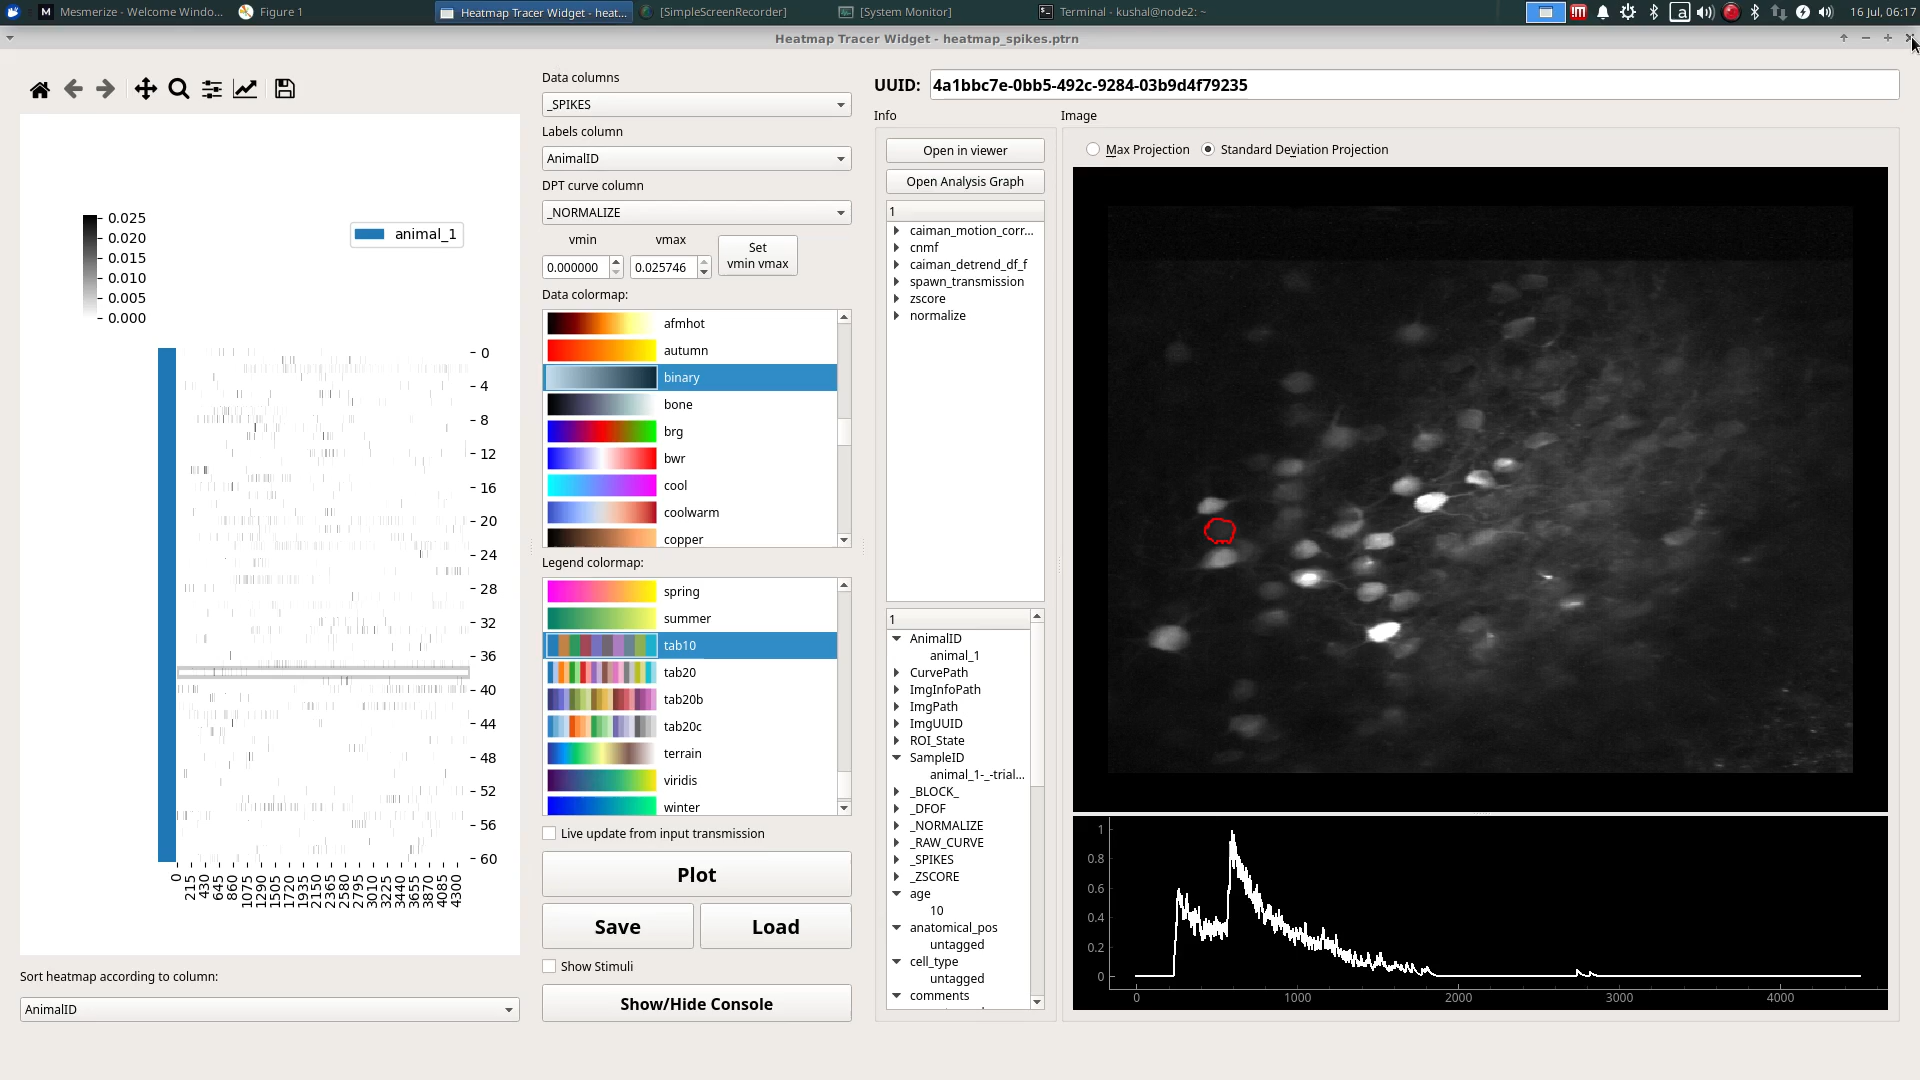 Mesmerize - Welcome Windo...
Figure 1
Heatmap Tracer Widget - heat...
[SimpleScreenRecorder]
[System Monitor]
Terminal - kushal@node2: ~
16 Jul, 06:17
Heatmap Tracer Widget - heatmap_spikes.ptrn
0.025
0.020
0.015
0.010
0.005
0.000
animal_1
0
4
8
12
16
20
24
28
32
36
40
44
48
52
56
60
0
215
430
645
860
1075
1290
1505
1720
1935
2150
2365
2580
2795
3010
3225
3440
3655
3870
4085
4300
Sort heatmap according to column:
AnimalID
Data columns
_SPIKES
Labels column
AnimalID
DPT curve column
_NORMALIZE
vmin
vmax
0.000000
0.025746
Set
vmin vmax
Data colormap:
afmhot
autumn
binary
bone
brg
bwr
cool
coolwarm
copper
Legend colormap:
spring
summer
tab10
tab20
tab20b
tab20c
terrain
viridis
winter
Live update from input transmission
Plot
Save
Load
Show Stimuli
Show/Hide Console
UUID:
4a1bbc7e-0bb5-492c-9284-03b9d4f79235
Info
Open in viewer
Open Analysis Graph
1
caiman_motion_corr...
cnmf
caiman_detrend_df_f
spawn_transmission
zscore
normalize
1
AnimalID
animal_1
CurvePath
ImgInfoPath
ImgPath
ImgUUID
ROI_State
SampleID
animal_1-_-trial...
_BLOCK_
_DFOF
_NORMALIZE
_RAW_CURVE
_SPIKES
_ZSCORE
age
10
anatomical_pos
untagged
cell_type
untagged
comments
Image
Max Projection
Standard Deviation Projection
1
0.8
0.6
0.4
0.2
0
0
1000
2000
3000
4000